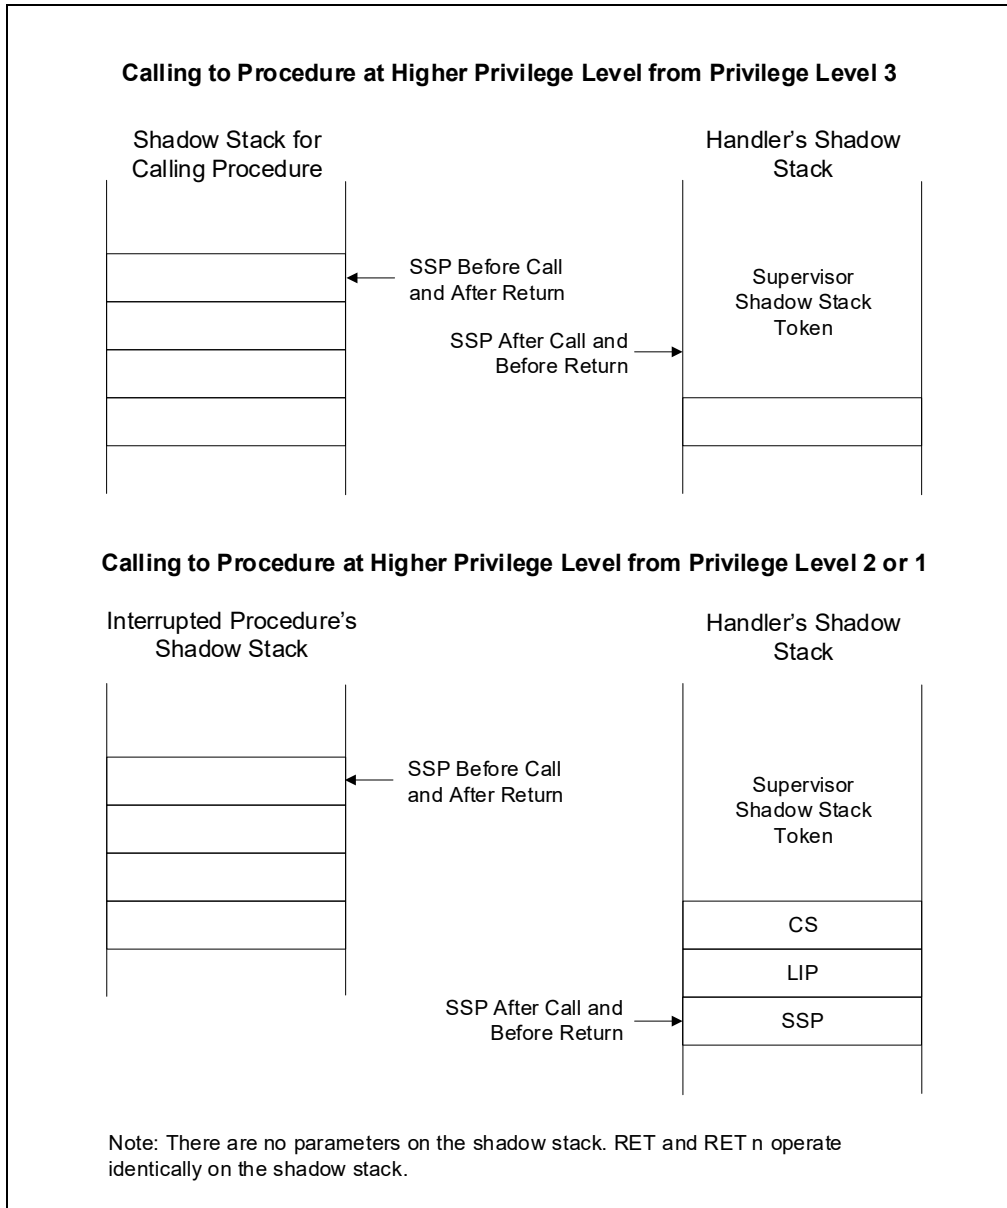 Calling to Procedure at Higher Privilege Level from Privilege Level 3
Shadow Stack for
Calling Procedure
Handler’s Shadow
Stack
SSP Before Call
and After Return
Supervisor
Shadow Stack
Token
SSP After Call and
Before Return
Calling to Procedure at Higher Privilege Level from Privilege Level 2 or 1
Interrupted Procedure’s
Shadow Stack
Handler’s Shadow
Stack
SSP Before Call
and After Return
Supervisor
Shadow Stack
Token
CS
LIP
SSP After Call and
Before Return
SSP
Note: There are no parameters on the shadow stack. RET and RET n operate
identically on the shadow stack.